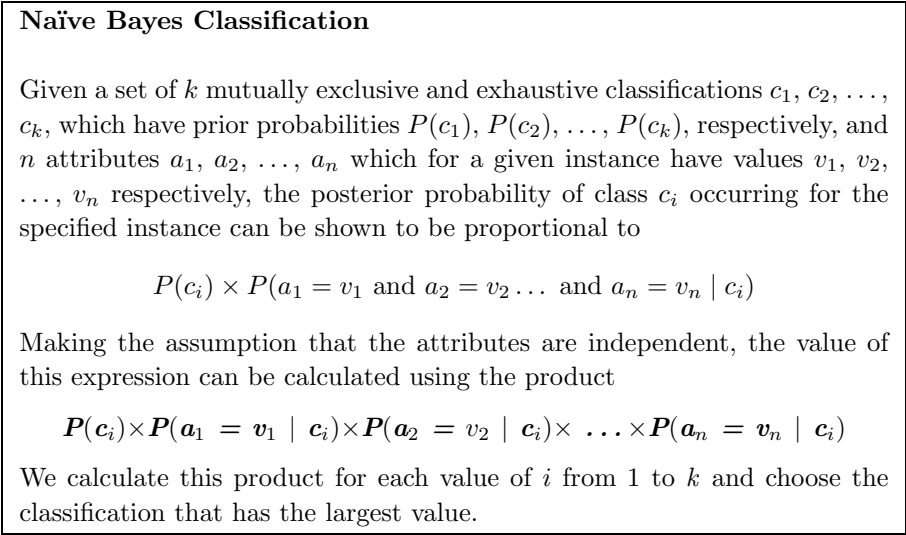 Naïve Bayes Classification
Given a set of k mutually exclusive and exhaustive classifications c₁, c₂, …,
cₖ, which have prior probabilities P(c₁), P(c₂), …, P(cₖ), respectively, and
n attributes a₁, a₂, …, aₙ which for a given instance have values v₁, v₂,
…, vₙ respectively, the posterior probability of class cᵢ occurring for the
specified instance can be shown to be proportional to
P(cᵢ) × P(a₁ = v₁ and a₂ = v₂ … and aₙ = vₙ | cᵢ)
Making the assumption that the attributes are independent, the value of
this expression can be calculated using the product
P(cᵢ)×P(a₁ = v₁ | cᵢ)×P(a₂ = v₂ | cᵢ)× … ×P(aₙ = vₙ | cᵢ)
We calculate this product for each value of i from 1 to k and choose the
classification that has the largest value.